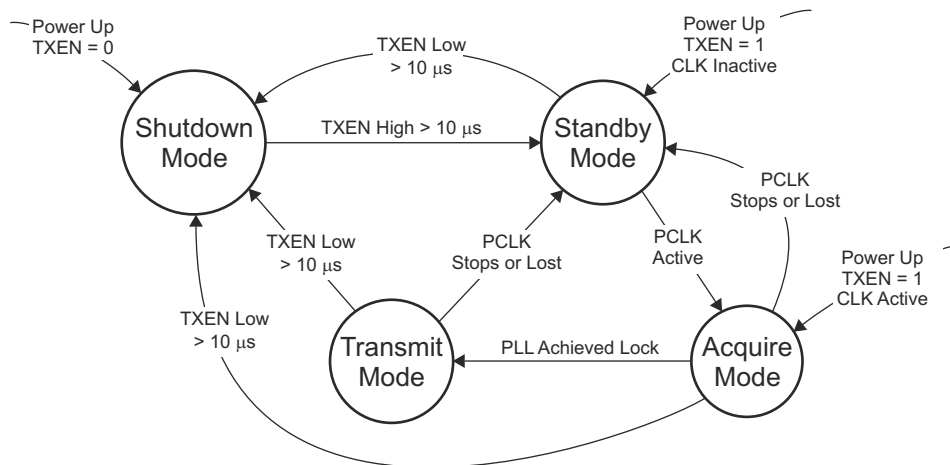 Power Up
TXEN = 0
TXEN Low
> 10 μs
Power Up
TXEN = 1
CLK Inactive
Shutdown
Mode
TXEN High > 10 μs
Standby
Mode
PCLK
Stops or Lost
TXEN Low
> 10 μs
PCLK
Stops or Lost
PCLK
Active
Power Up
TXEN = 1
CLK Active
TXEN Low
> 10 μs
Transmit
Mode
PLL Achieved Lock
Acquire
Mode